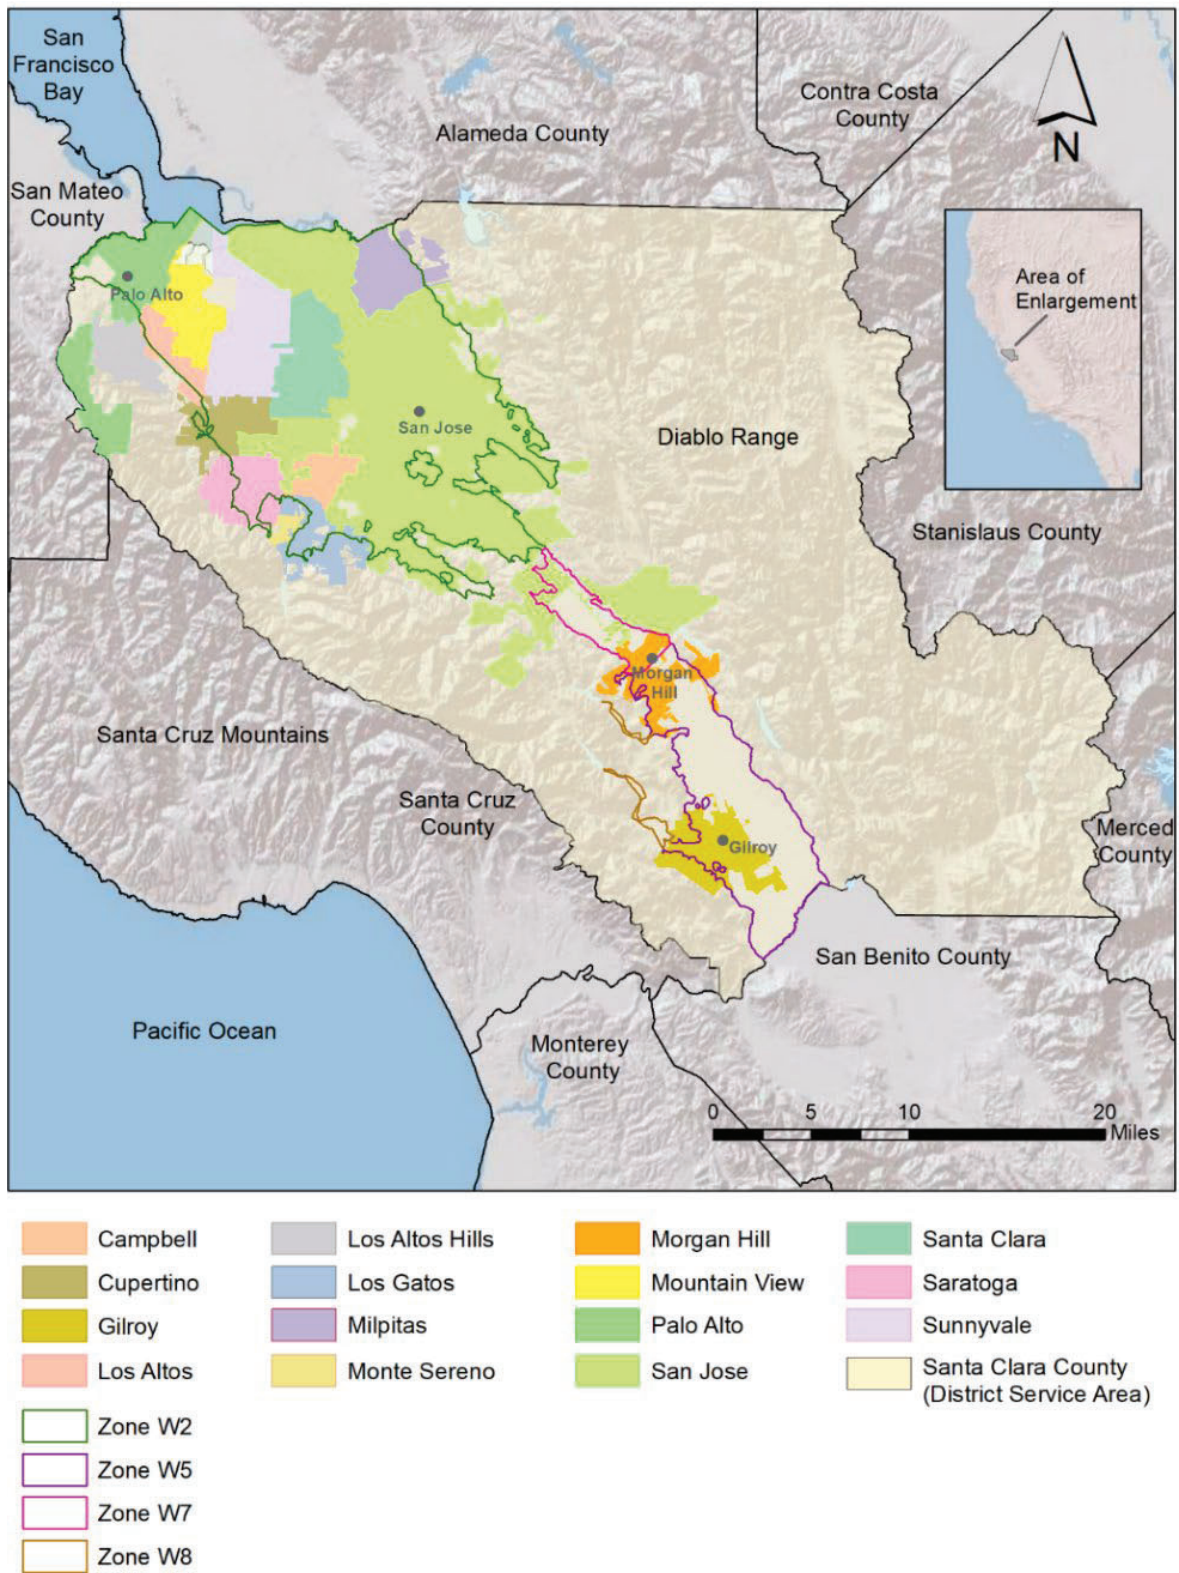 San
Francisco
Bay
Contra Costa
County
Alameda County
N
San Mateo
County
Area of
Enlargement
Palo Alto
San Jose
Diablo Range
Stanislaus County
Morgan
Hill
Santa Cruz Mountains
Santa Cruz
County
Merced
County
Gilroy
San Benito County
Pacific Ocean
Monterey
County
0 5 10 20
Miles
Campbell
Cupertino
Gilroy
Los Altos
Los Altos Hills
Los Gatos
Milpitas
Monte Sereno
Morgan Hill
Mountain View
Palo Alto
San Jose
Santa Clara
Saratoga
Sunnyvale
Santa Clara County
(District Service Area)
Zone W2
Zone W5
Zone W7
Zone W8